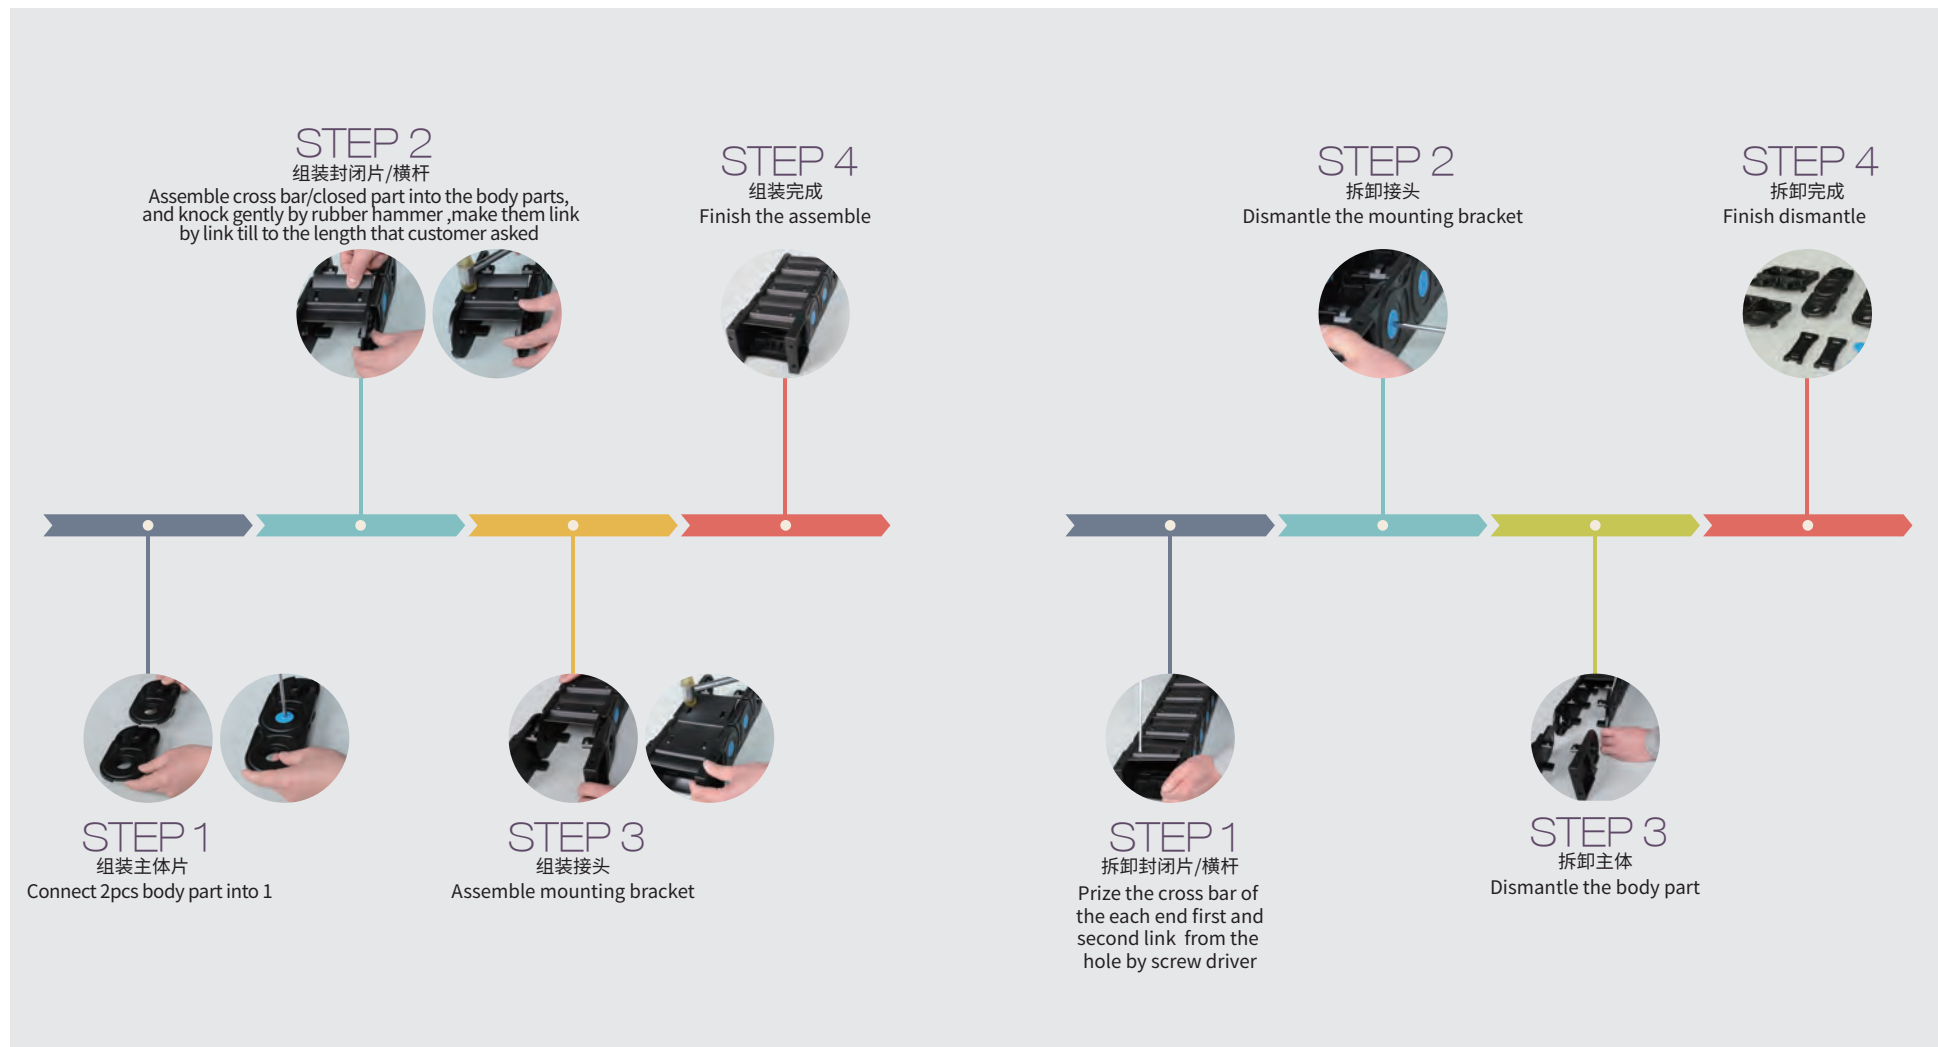 STEP 1
组装主体片
Connect 2pcs body part into 1
STEP 2
组装封闭片/横杆
Assemble cross bar/closed part into the body parts,
and knock gently by rubber hammer ,make them link
by link till to the length that customer asked
STEP 3
组装接头
Assemble mounting bracket
STEP 4
组装完成
Finish the assemble
STEP 1
拆卸封闭片/横杆
Prize the cross bar of
the each end first and
second link from the
hole by screw driver
STEP 2
拆卸接头
Dismantle the mounting bracket
STEP 3
拆卸主体
Dismantle the body part
STEP 4
拆卸完成
Finish dismantle